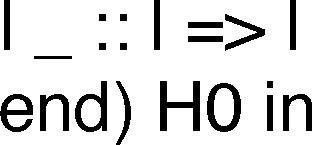 | _ :: l => l
end) H0 in